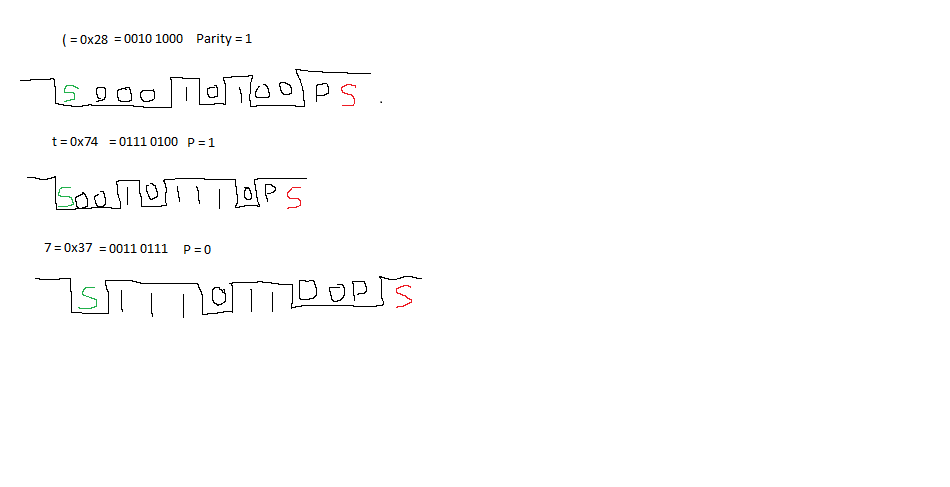 ( = 0x28 = 0010 1000 Parity = 1
S 0 0 0 1 0 1 0 0 P S .
t = 0x74 = 0111 0100 P = 1
S 0 0 1 0 1 1 1 0 P S
7 = 0x37 = 0011 0111 P = 0
S 1 1 1 0 1 1 0 0 P S